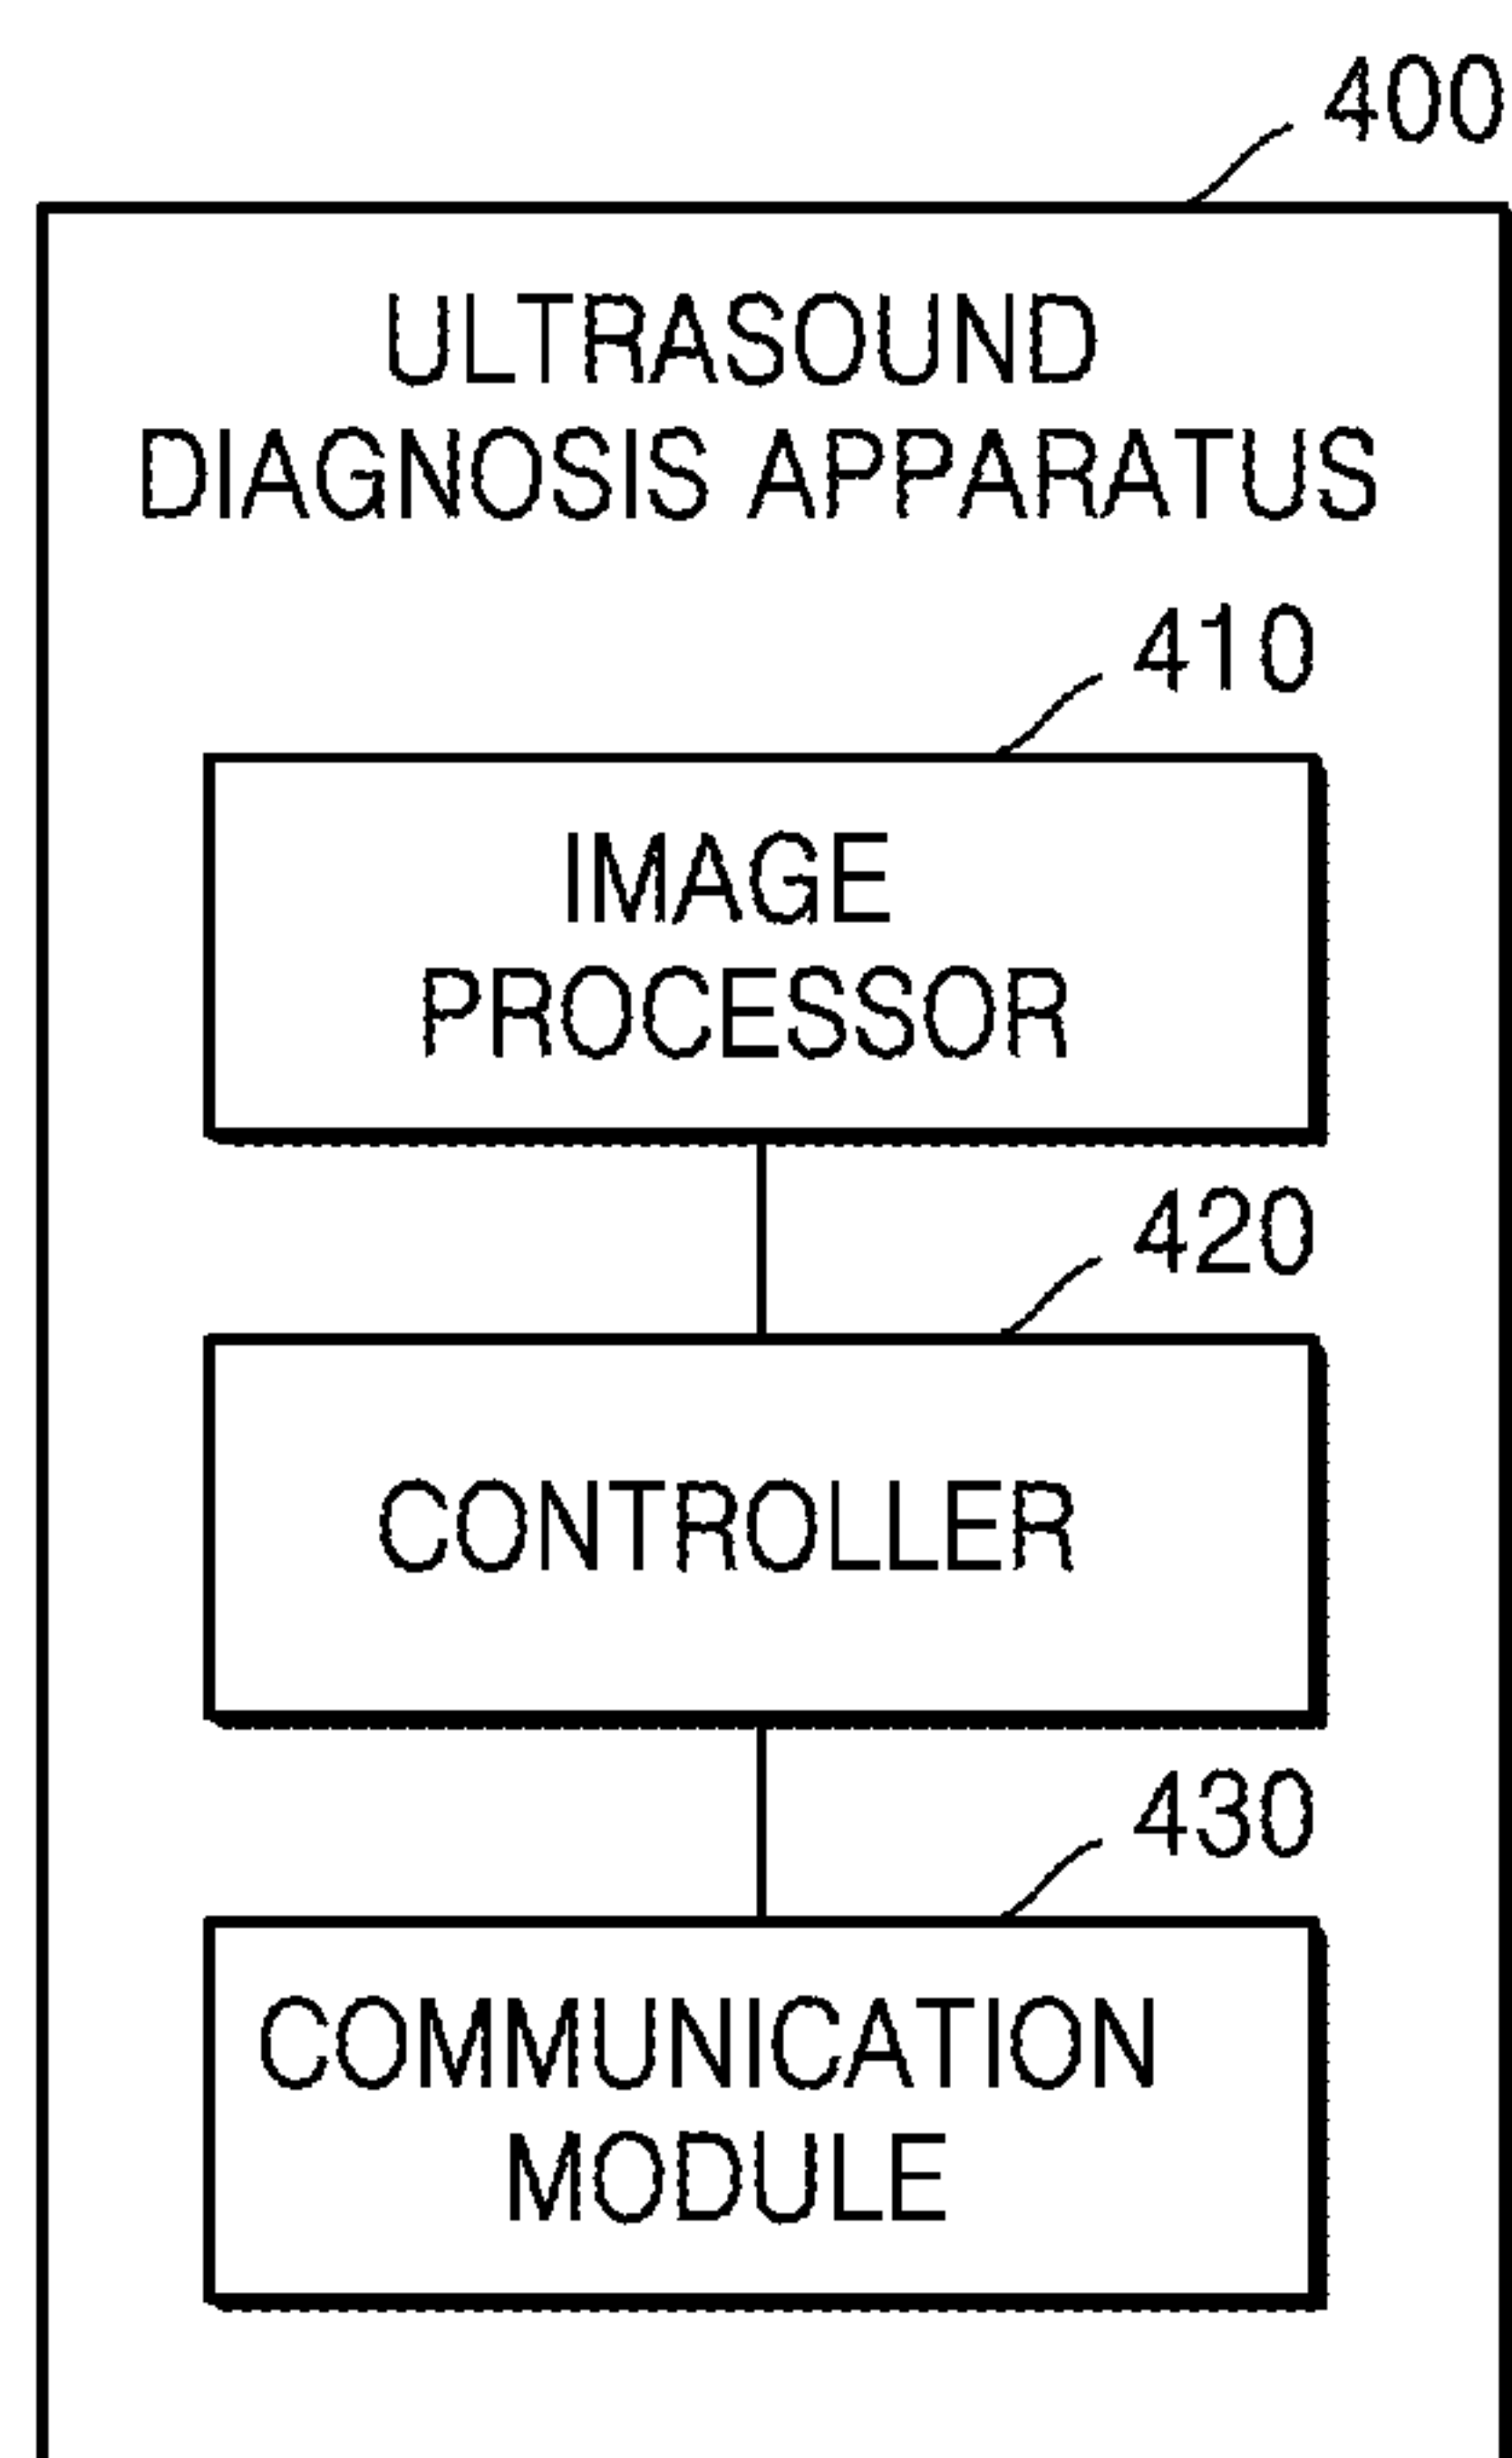 400
ULTRASOUND
DIAGNOSIS APPARATUS
410
IMAGE
PROCESSOR
420
CONTROLLER
430
COMMUNICATION
MODULE